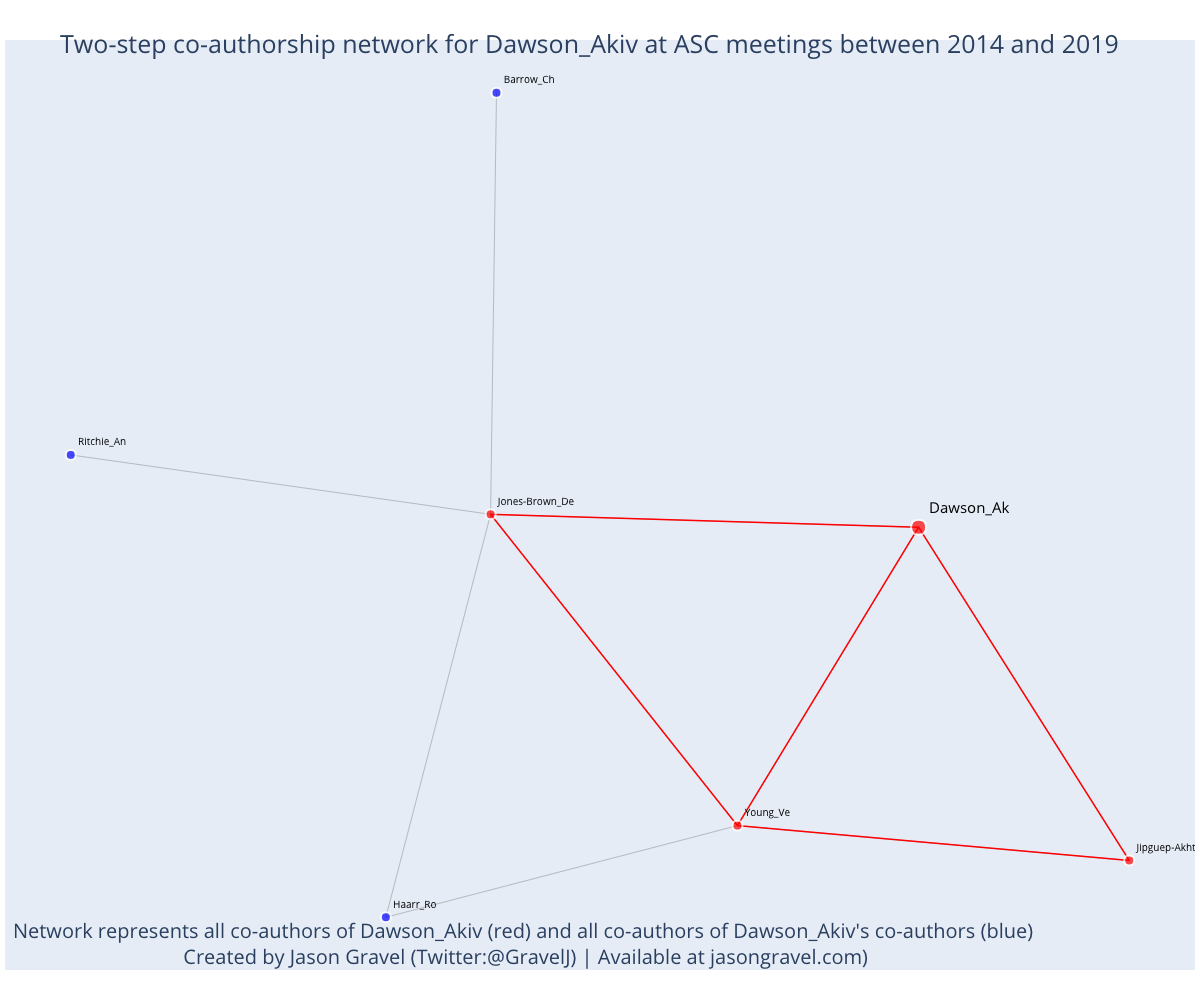 Two-step co-authorship network for Dawson_Akiv at ASC meetings between 2014 and 2019
Barrow_Ch
Ritchie_An
Jones-Brown_De
Dawson_Ak
Young_Ve
Jipguep-Akht
Haarr_Ro
Network represents all co-authors of Dawson_Akiv (red) and all co-authors of Dawson_Akiv's co-authors (blue)
Created by Jason Gravel (Twitter:@GravelJ) | Available at jasongravel.com)